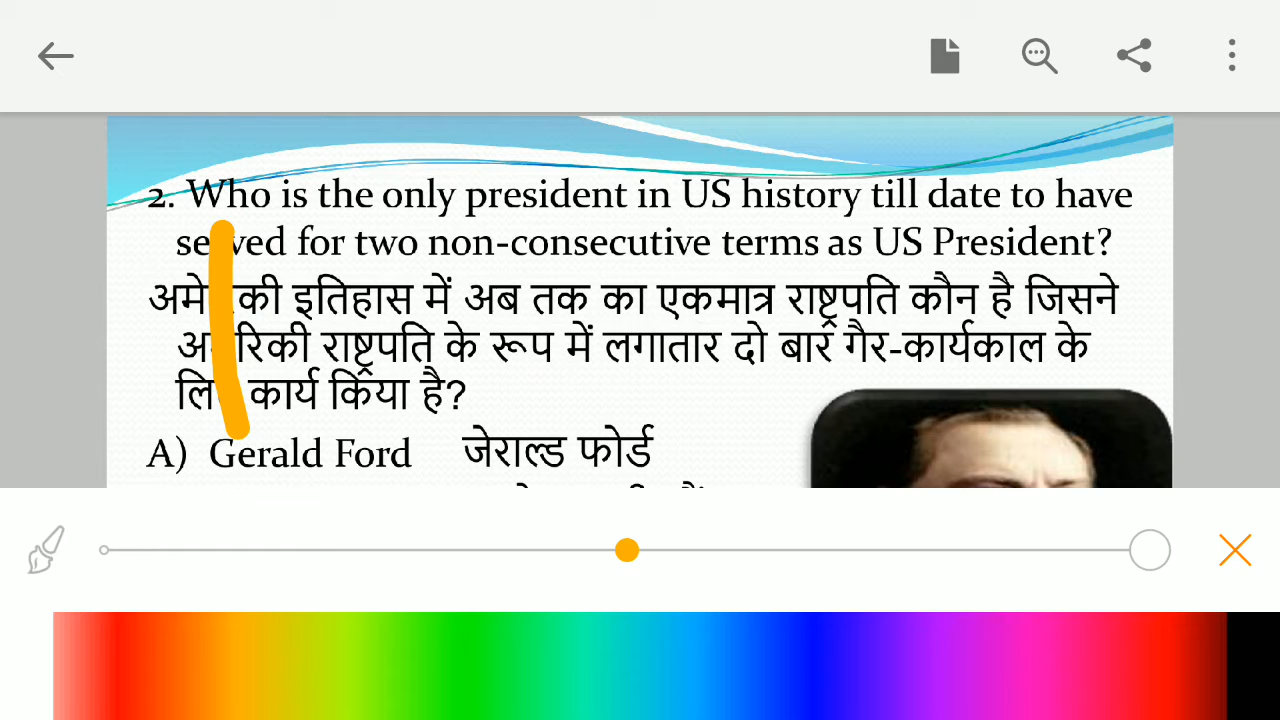 2. Who is the only president in US history till date to have
served for two non-consecutive terms as US President?
अमेरिकी इतिहास में अब तक का एकमात्र राष्ट्रपति कौन है जिसने
अमेरिकी राष्ट्रपति के रूप में लगातार दो बार गैर-कार्यकाल के
लिए कार्य किया है?
A) Gerald Ford जेराल्ड फोर्ड